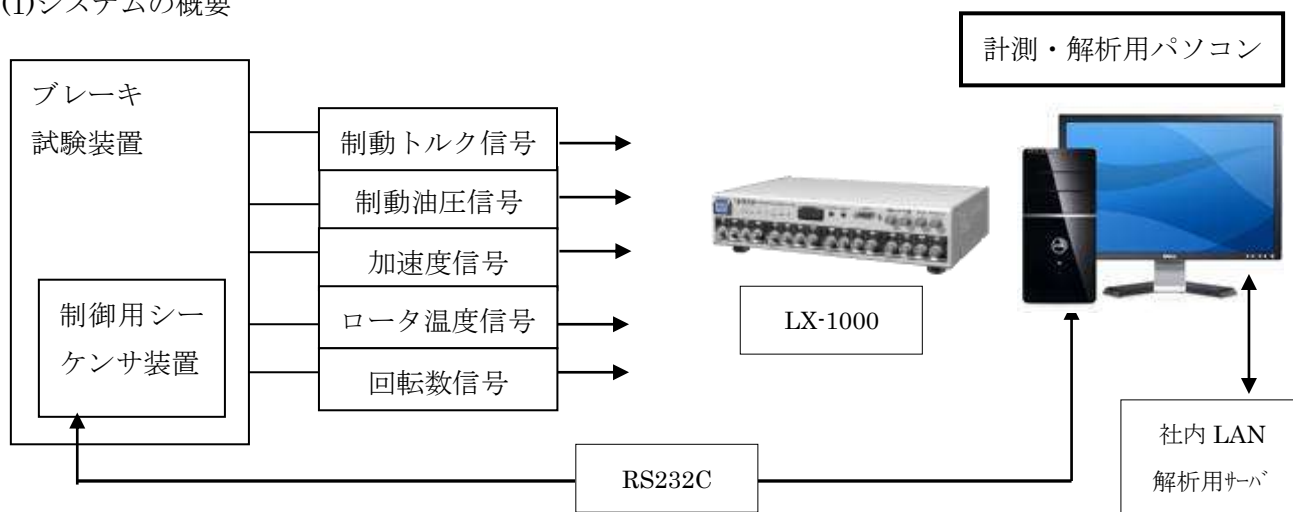 (1)システムの概要
計測・解析用パソコン
ブレーキ
試験装置
制動トルク信号
制動油圧信号
加速度信号
ロータ温度信号
回転数信号
制御用シー
ケンサ装置
LX-1000
RS232C
社内 LAN
解析用ｻｰﾊﾞ